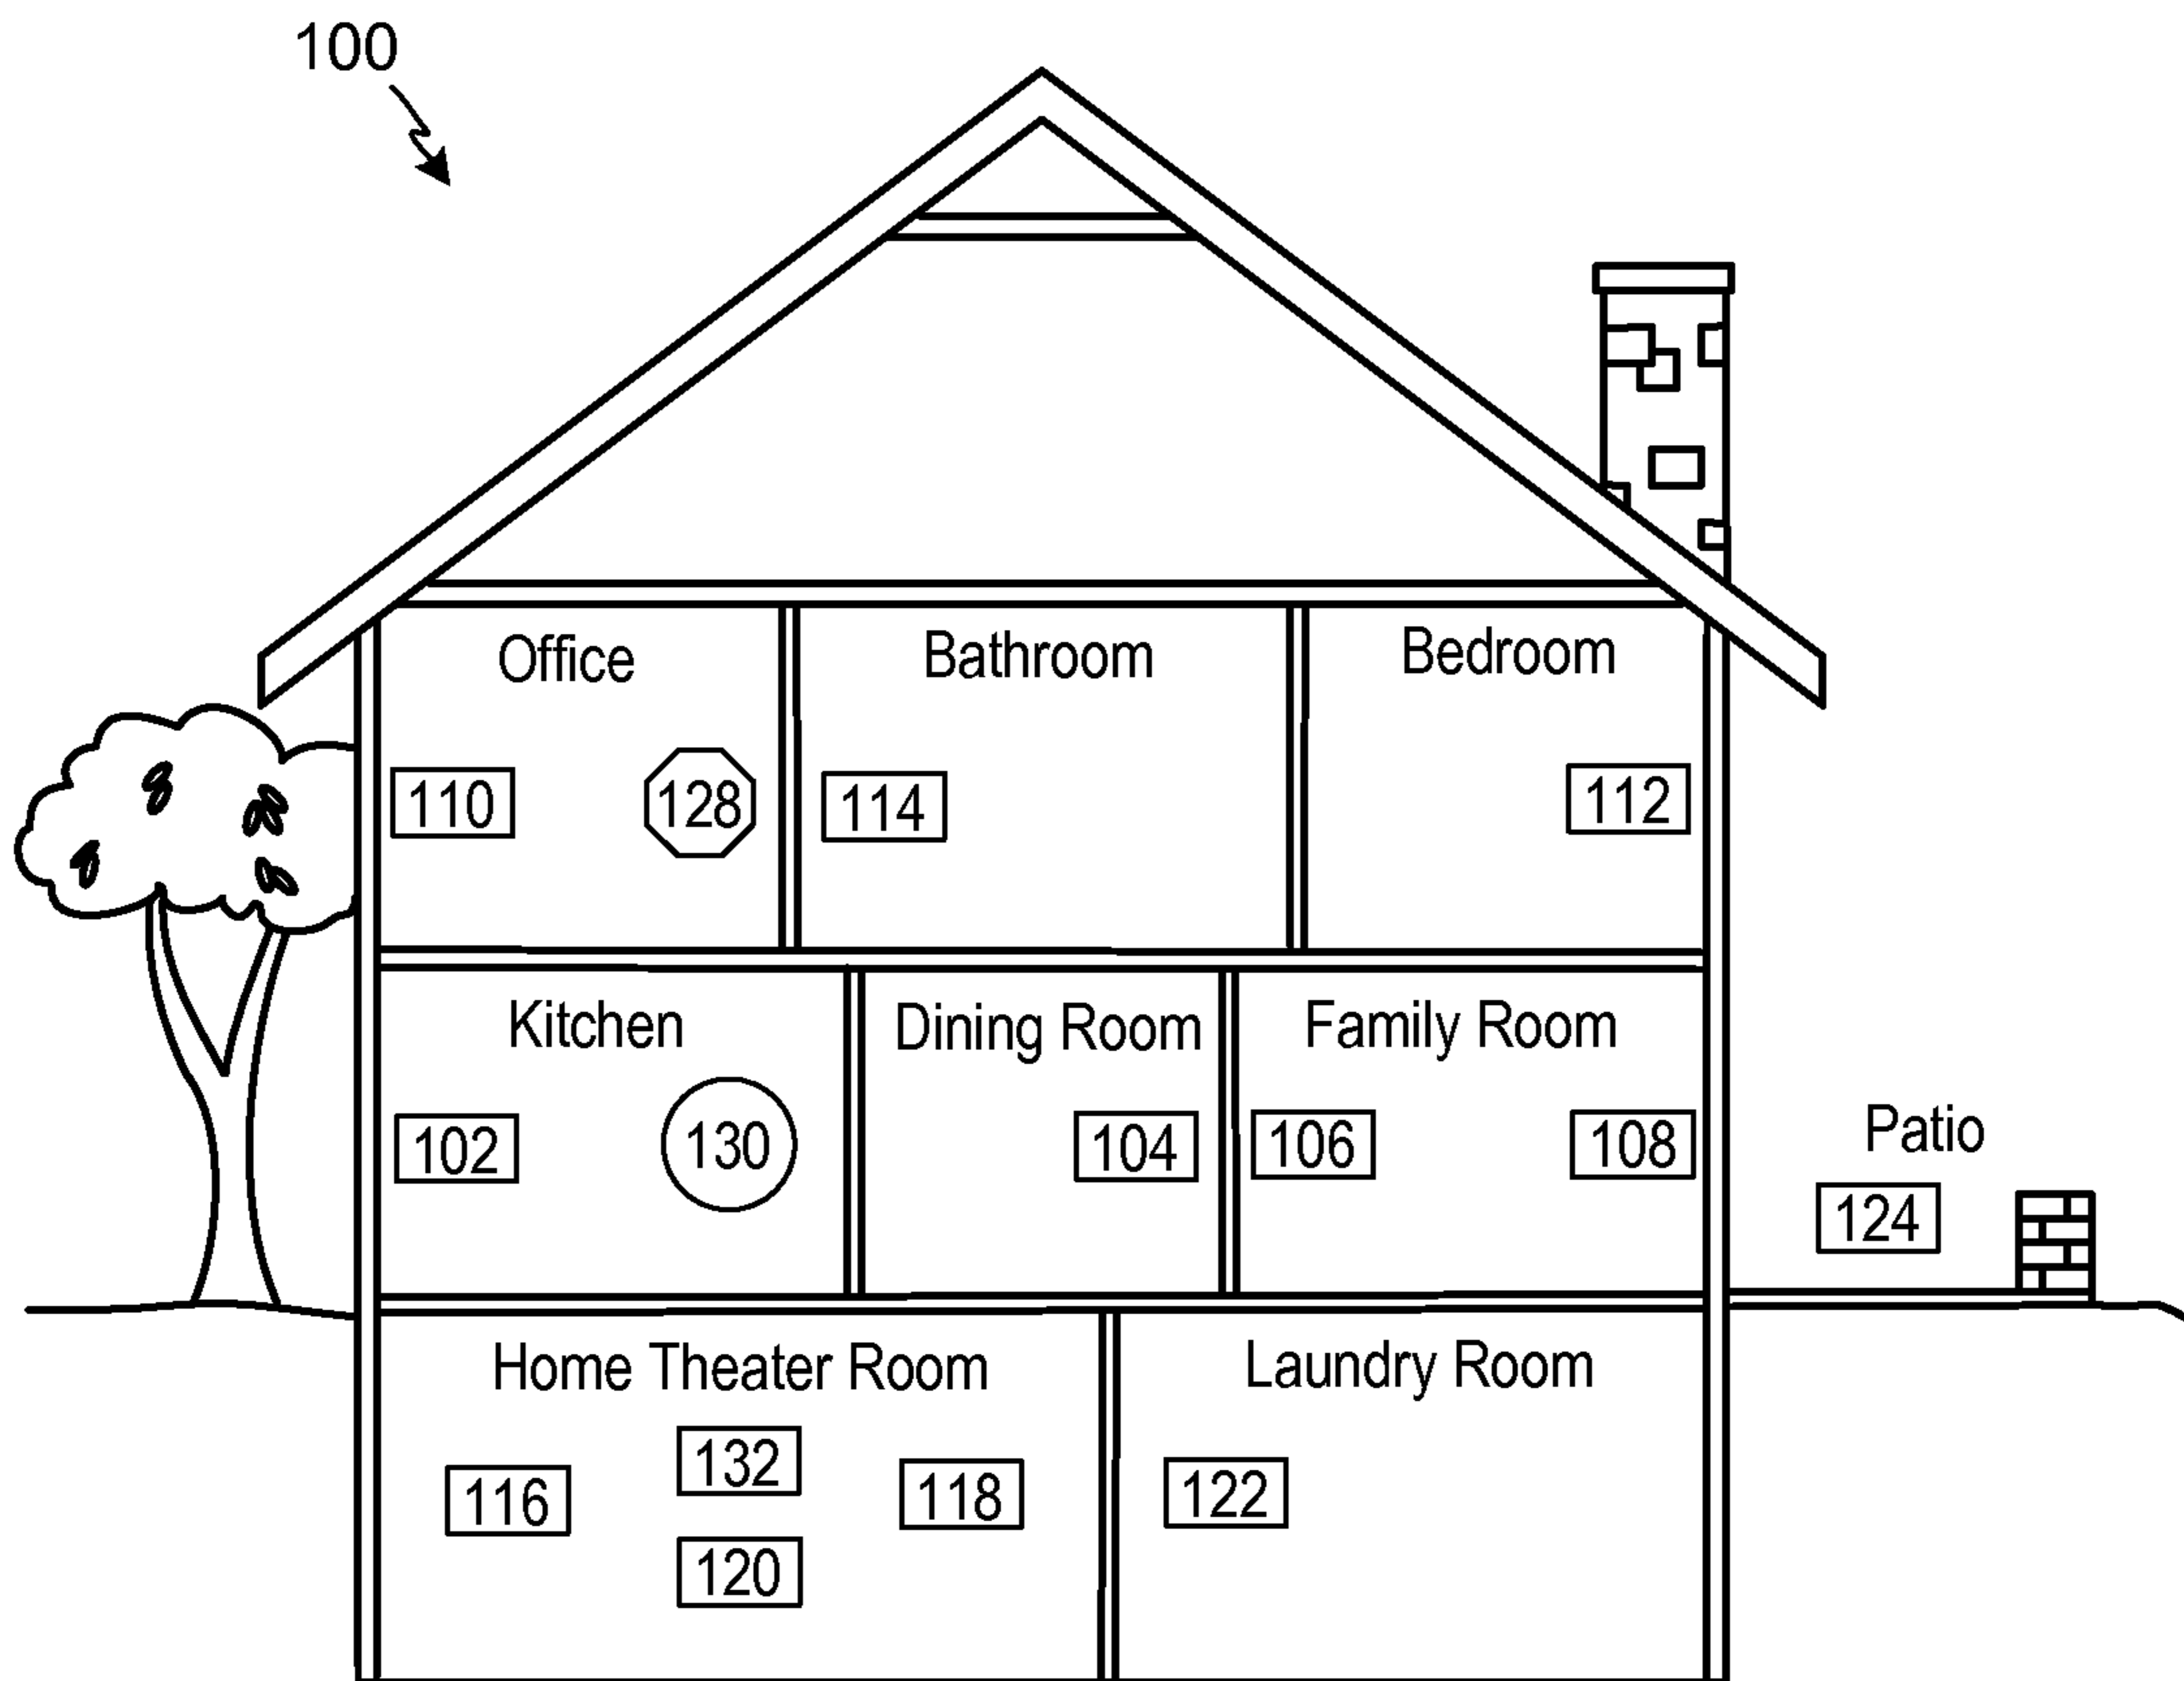 100
Office
Bathroom
Bedroom
110
128
114
112
Kitchen
Dining Room
Family Room
102
130
104
106
108
Patio
124
Home Theater Room
Laundry Room
116
132
118
120
122